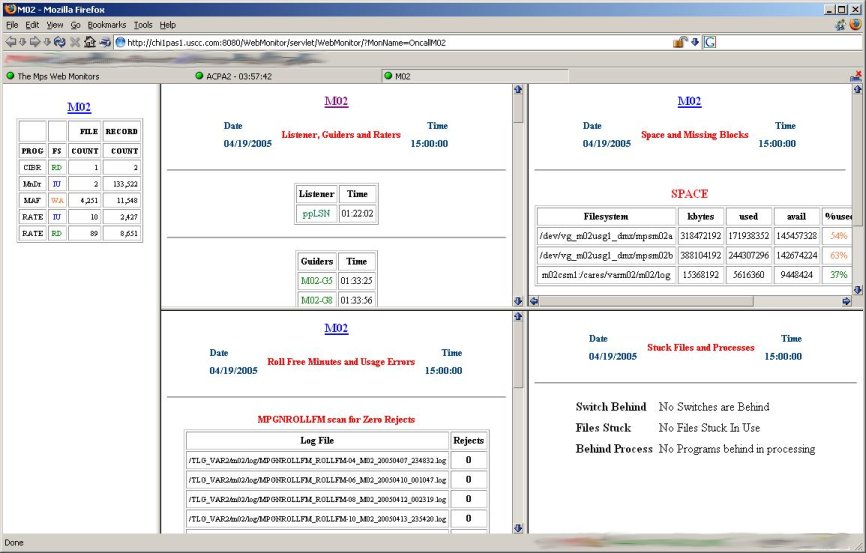 M02 - Mozilla Firefox
File Edit View Go Bookmarks Tools Help
http://chi1pas1.uscc.com:8080/WebMonitor/servlet/WebMonitor/?MonName=OncallM02
The Mps Web Monitors ACPA2 - 03:57:42 M02
M02
FILE RECORD
PROG FS COUNT COUNT
CIBR RD 1 2
MnDr IU 2 133,522
MAF WA 4,251 11,548
RATE IU 10 2,427
RATE RD 89 8,651
M02
Date Listener, Guiders and Raters Time
04/19/2005 15:00:00
Listener Time
ppLSN 01:22:02
Guiders Time
M02-G5 01:33:25
M02-G8 01:33:56
M02
Date Space and Missing Blocks Time
04/19/2005 15:00:00
SPACE
Filesystem kbytes used avail %used
/dev/vg_m02usg1_dmx/mpsm02a 318472192 171938352 145457328 54%
/dev/vg_m02usg1_dmx/mpsm02b 388104192 244307296 142674224 63%
m02csm1:/cares/varm02/m02/log 15368192 5616360 9448424 37%
M02
Date Roll Free Minutes and Usage Errors Time
04/19/2005 15:00:00
MPGNROLLFM scan for Zero Rejects
Log File Rejects
/TLG_VAR2/m02/log/MPGNROLLFM_ROLLFM-04_M02_20050407_234832.log 0
/TLG_VAR2/m02/log/MPGNROLLFM_ROLLFM-06_M02_20050410_001047.log 0
/TLG_VAR2/m02/log/MPGNROLLFM_ROLLFM-08_M02_20050412_002319.log 0
/TLG_VAR2/m02/log/MPGNROLLFM_ROLLFM-10_M02_20050413_235420.log 0
Date Stuck Files and Processes Time
04/19/2005 15:00:00
Switch Behind No Switches are Behind
Files Stuck No Files Stuck In Use
Behind Process No Programs behind in processing
Done